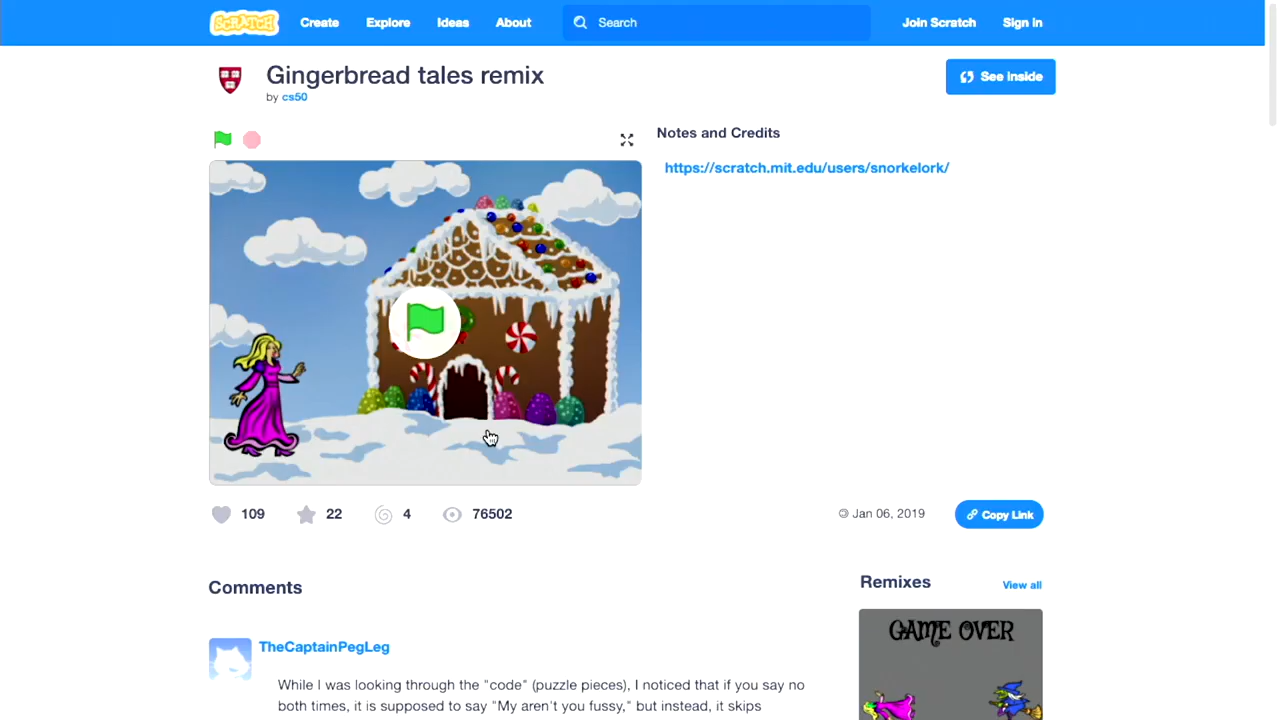 SCRATCH Create Explore Ideas About Search Join Scratch Sign in
Gingerbread tales remix
See inside
by cs50
Notes and Credits
https://scratch.mit.edu/users/snorkelork/
109 22 4 76502
Jan 06, 2019 Copy Link
Comments
Remixes View all
GAME OVER
TheCaptainPegLeg
While I was looking through the "code" (puzzle pieces), I noticed that if you say no
both times, it is supposed to say "My aren't you fussy," but instead, it skips